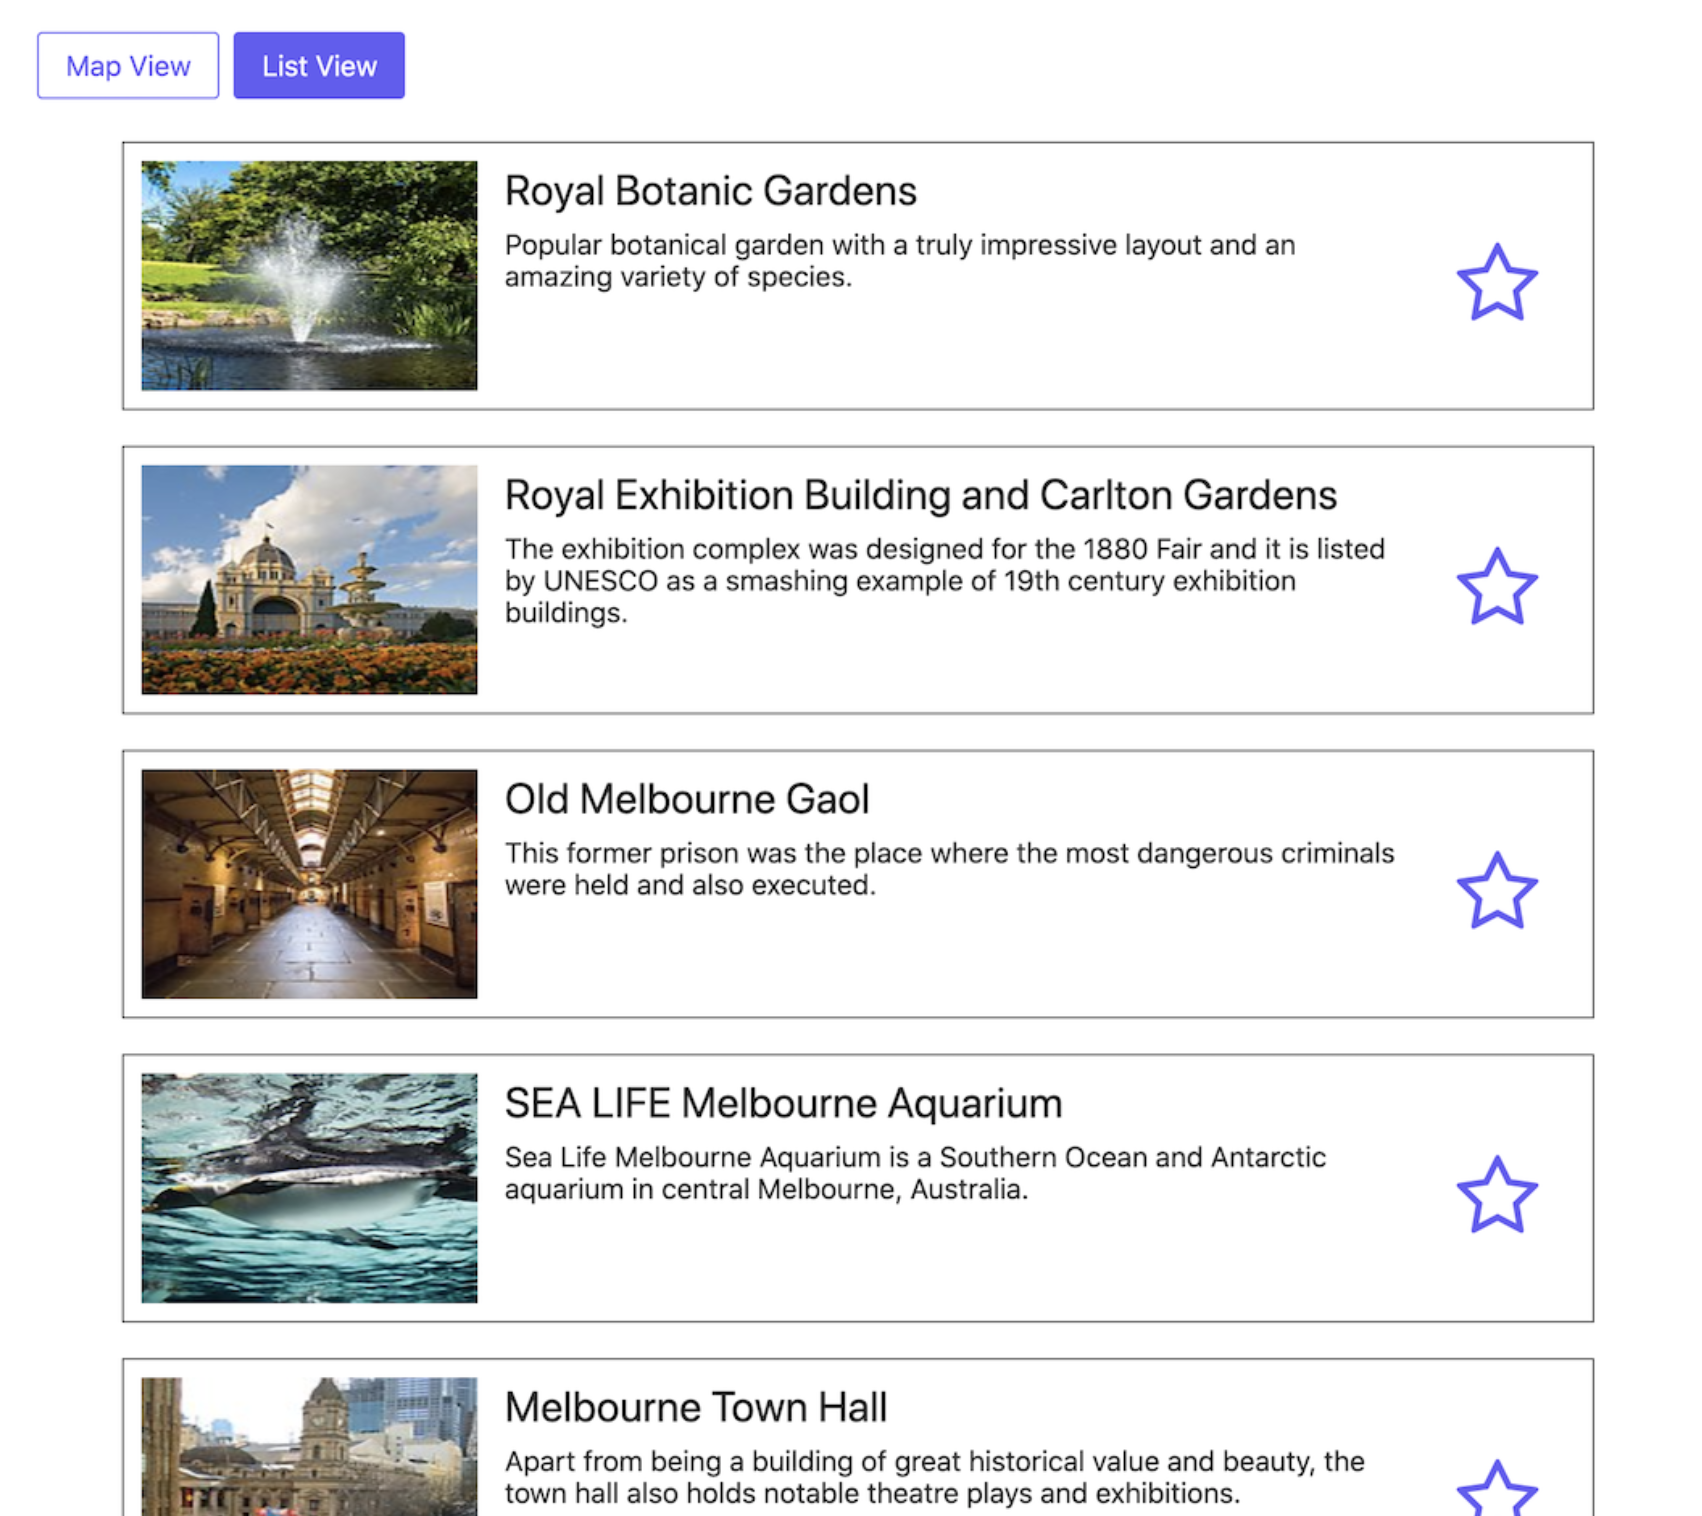 Map View
List View
Royal Botanic Gardens
Popular botanical garden with a truly impressive layout and an
amazing variety of species.
Royal Exhibition Building and Carlton Gardens
The exhibition complex was designed for the 1880 Fair and it is listed
by UNESCO as a smashing example of 19th century exhibition
buildings.
Old Melbourne Gaol
This former prison was the place where the most dangerous criminals
were held and also executed.
SEA LIFE Melbourne Aquarium
Sea Life Melbourne Aquarium is a Southern Ocean and Antarctic
aquarium in central Melbourne, Australia.
Melbourne Town Hall
Apart from being a building of great historical value and beauty, the
town hall also holds notable theatre plays and exhibitions.